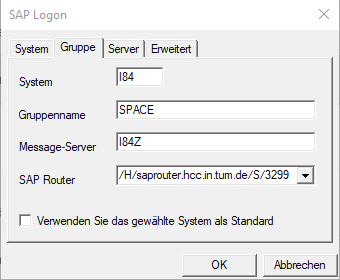 SAP Logon
System Gruppe Server Erweitert
System I84
Gruppenname SPACE
Message-Server I84Z
SAP Router /H/saprouter.hcc.in.tum.de/S/3299
Verwenden Sie das gewählte System als Standard
OK Abbrechen